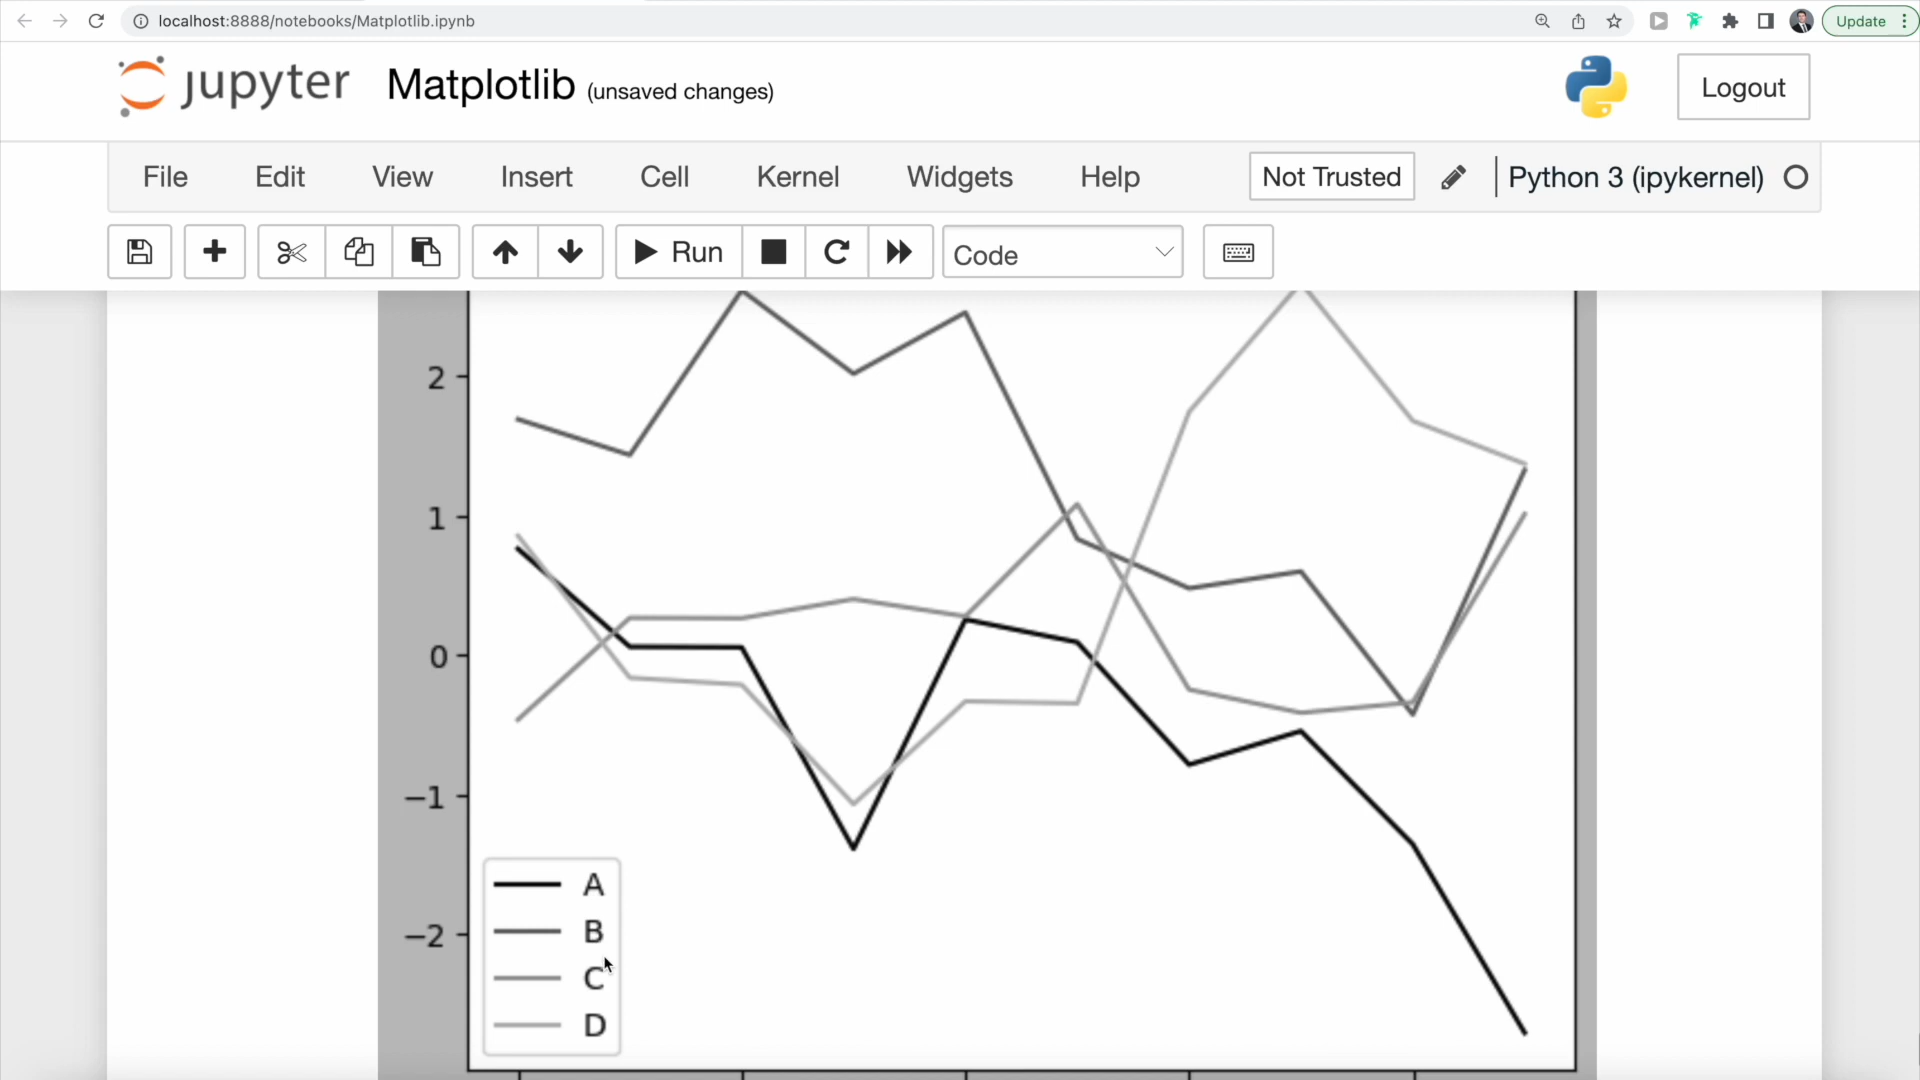 localhost:8888/notebooks/Matplotlib.ipynb
Update
jupyter Matplotlib (unsaved changes)
Logout
File Edit View Insert Cell Kernel Widgets Help Not Trusted Python 3 (ipykernel)
Run Code
2
1
0
−1
−2
A
B
C
D